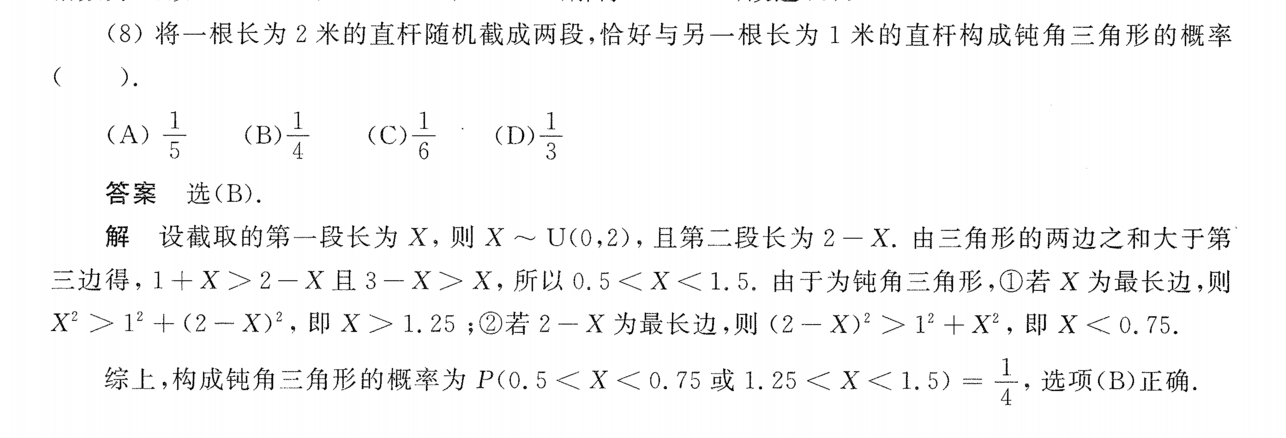 (8) 将一根长为 2 米的直杆随机截成两段,恰好与另一根长为 1 米的直杆构成钝角三角形的概率
(    ).
(A) 1/5 (B) 1/4 (C) 1/6 (D) 1/3
答案 选(B).
解 设截取的第一段长为 X, 则 X ~ U(0,2), 且第二段长为 2 − X. 由三角形的两边之和大于第
三边得, 1 + X > 2 − X 且 3 − X > X, 所以 0.5 < X < 1.5. 由于为钝角三角形,①若 X 为最长边,则
X² > 1² + (2 − X)², 即 X > 1.25 ;②若 2 − X 为最长边,则 (2 − X)² > 1² + X², 即 X < 0.75.
综上,构成钝角三角形的概率为 P(0.5 < X < 0.75 或 1.25 < X < 1.5) = 1/4, 选项(B)正确.